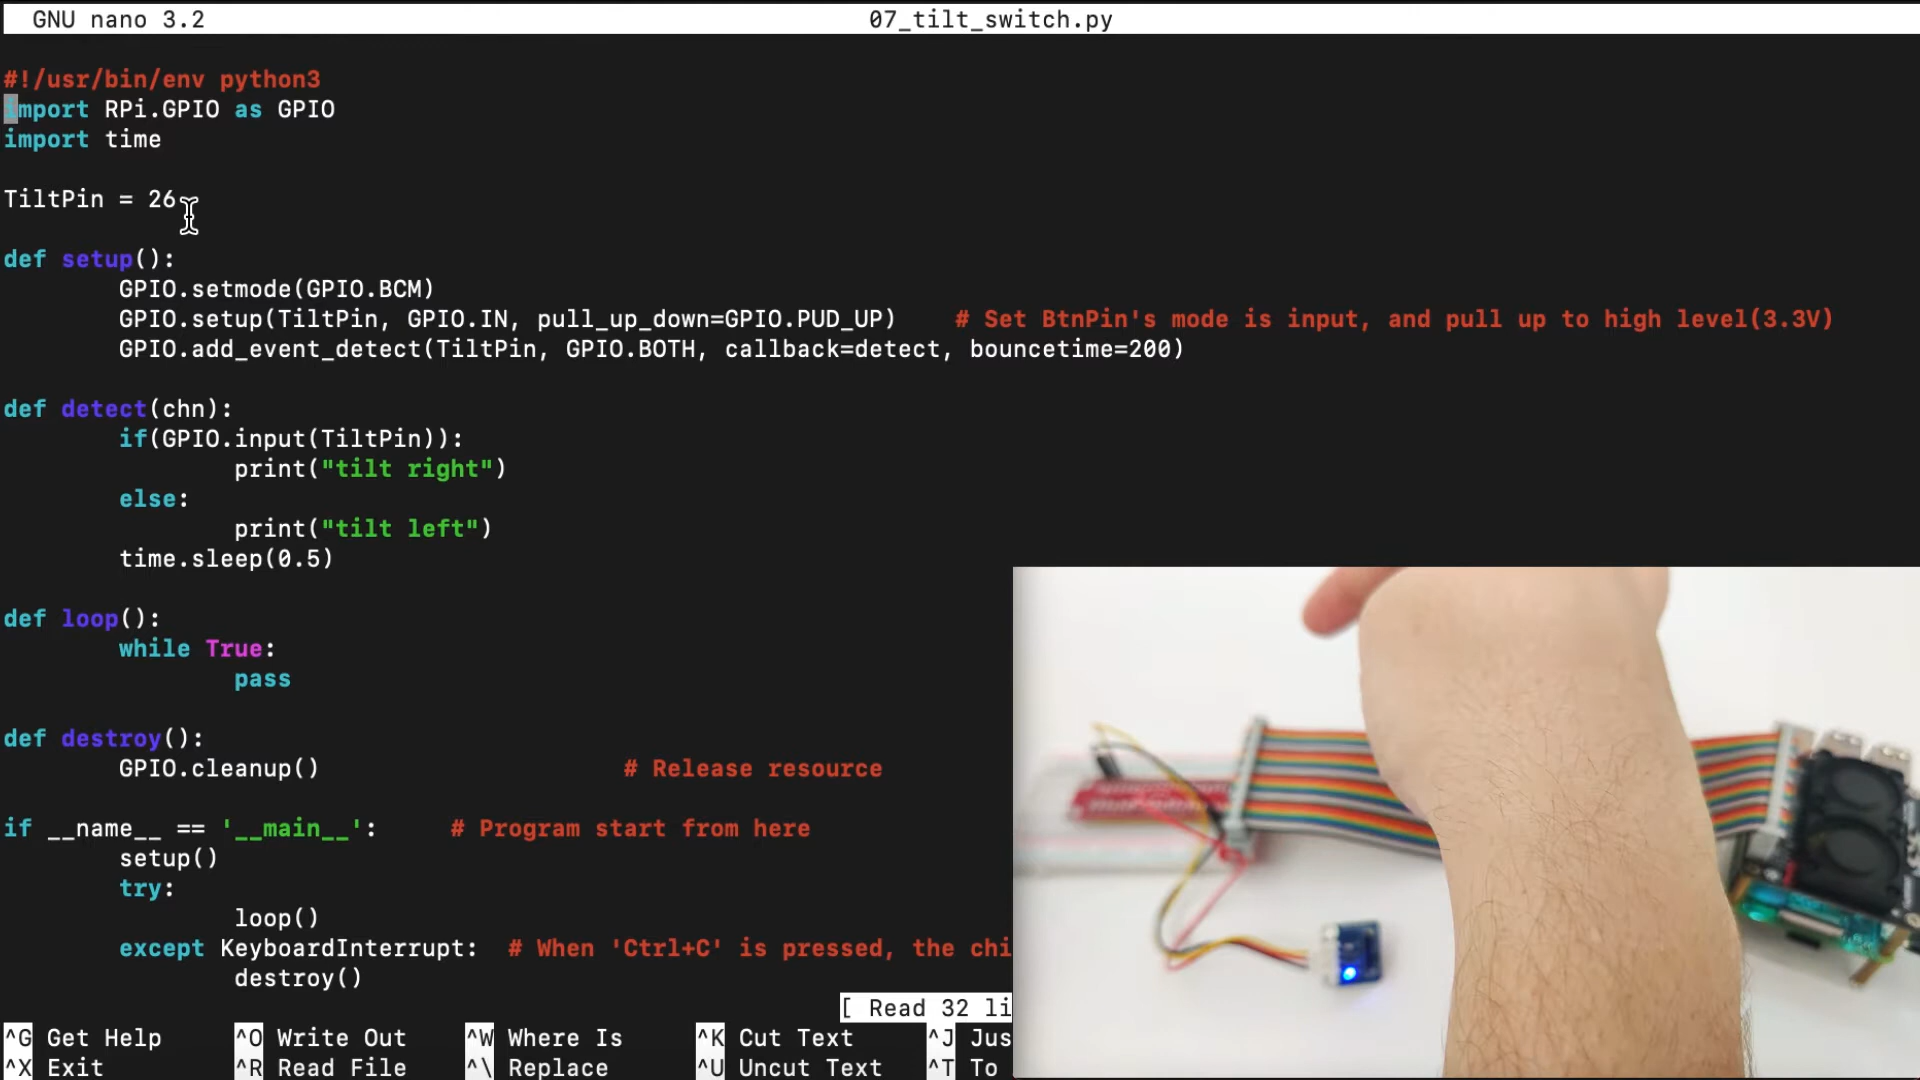 GNU nano 3.2 07_tilt_switch.py
#!/usr/bin/env python3
import RPi.GPIO as GPIO
import time
TiltPin = 26
def setup():
GPIO.setmode(GPIO.BCM)
GPIO.setup(TiltPin, GPIO.IN, pull_up_down=GPIO.PUD_UP) # Set BtnPin's mode is input, and pull up to high level(3.3V)
GPIO.add_event_detect(TiltPin, GPIO.BOTH, callback=detect, bouncetime=200)
def detect(chn):
if(GPIO.input(TiltPin)):
print("tilt right")
else:
print("tilt left")
time.sleep(0.5)
def loop():
while True:
pass
def destroy():
GPIO.cleanup() # Release resource
if __name__ == '__main__': # Program start from here
setup()
try:
loop()
except KeyboardInterrupt: # When 'Ctrl+C' is pressed, the chi
destroy()
[ Read 32 li
^G Get Help ^O Write Out ^W Where Is ^K Cut Text ^J Jus
^X Exit ^R Read File ^\ Replace ^U Uncut Text ^T To